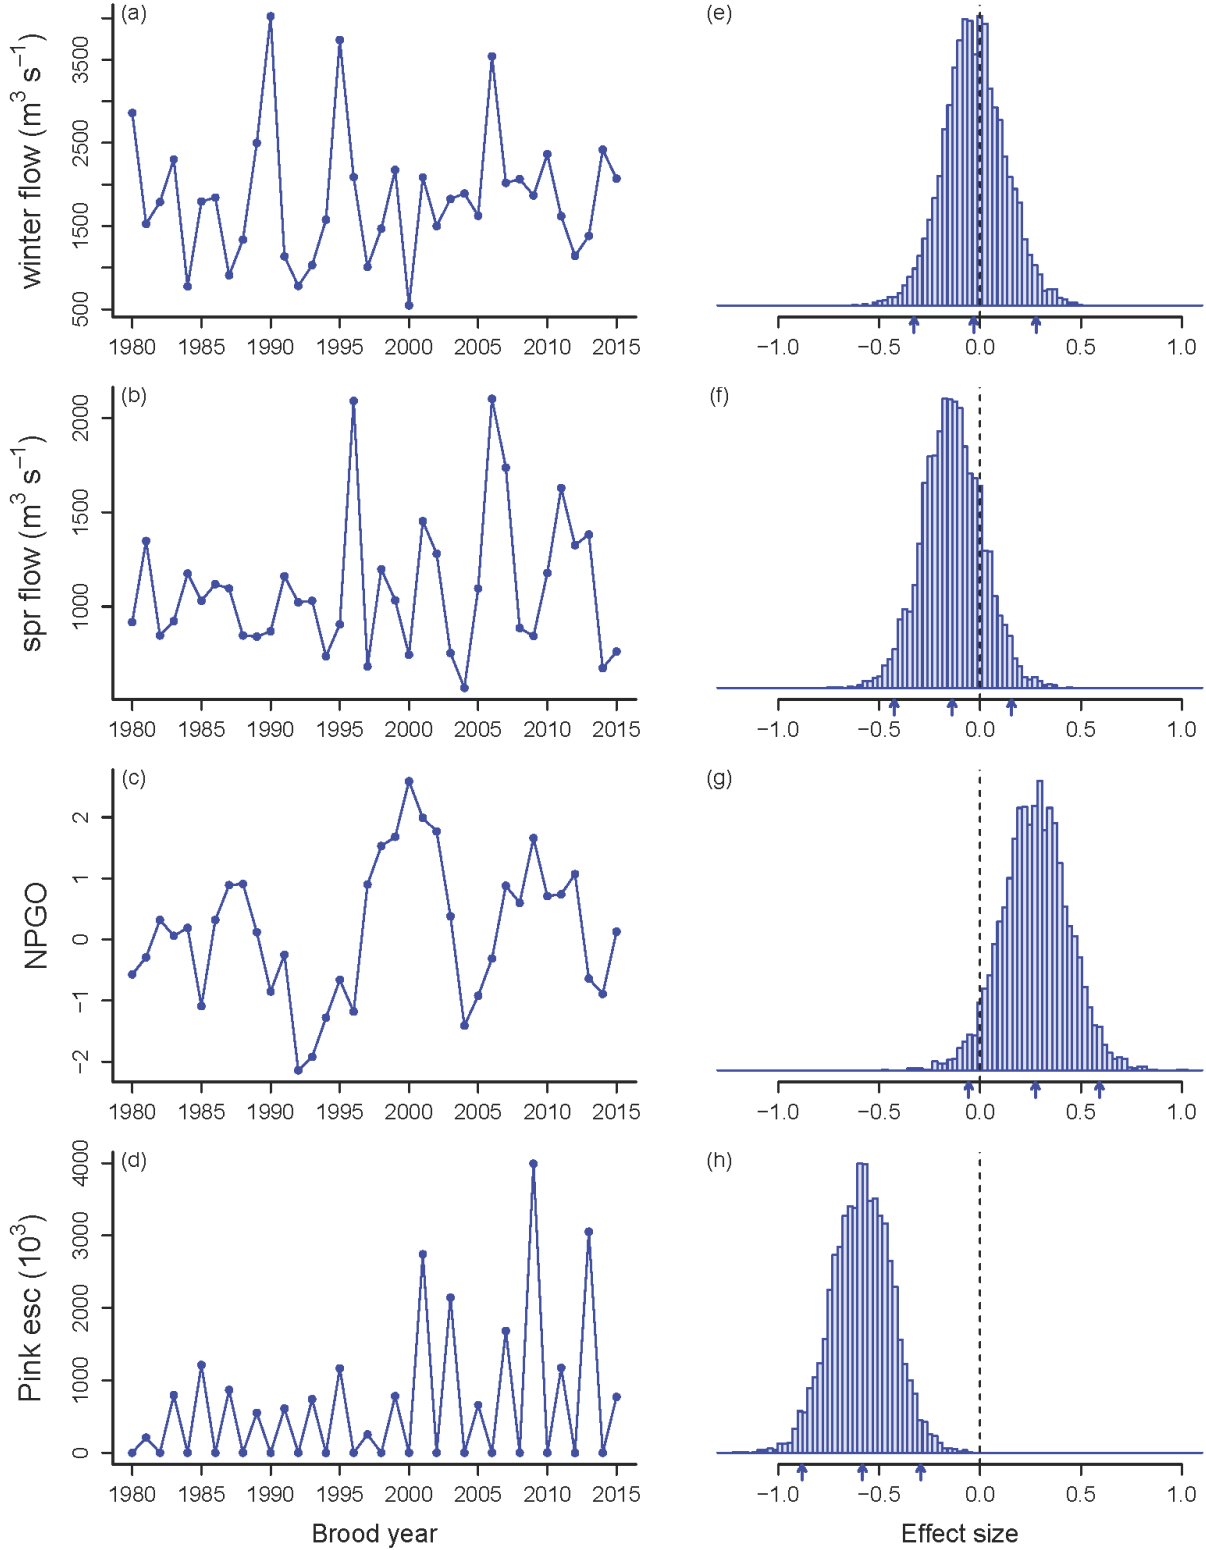 (a)
winter flow (m³ s⁻¹)
3500
2500
1500
500
1980 1985 1990 1995 2000 2005 2010 2015
(e)
−1.0 −0.5 0.0 0.5 1.0
(b)
spr flow (m³ s⁻¹)
2000
1500
1000
1980 1985 1990 1995 2000 2005 2010 2015
(f)
−1.0 −0.5 0.0 0.5 1.0
(c)
NPGO
2
1
0
−1
−2
1980 1985 1990 1995 2000 2005 2010 2015
(g)
−1.0 −0.5 0.0 0.5 1.0
(d)
Pink esc (10³)
4000
3000
2000
1000
0
1980 1985 1990 1995 2000 2005 2010 2015
Brood year
(h)
−1.0 −0.5 0.0 0.5 1.0
Effect size